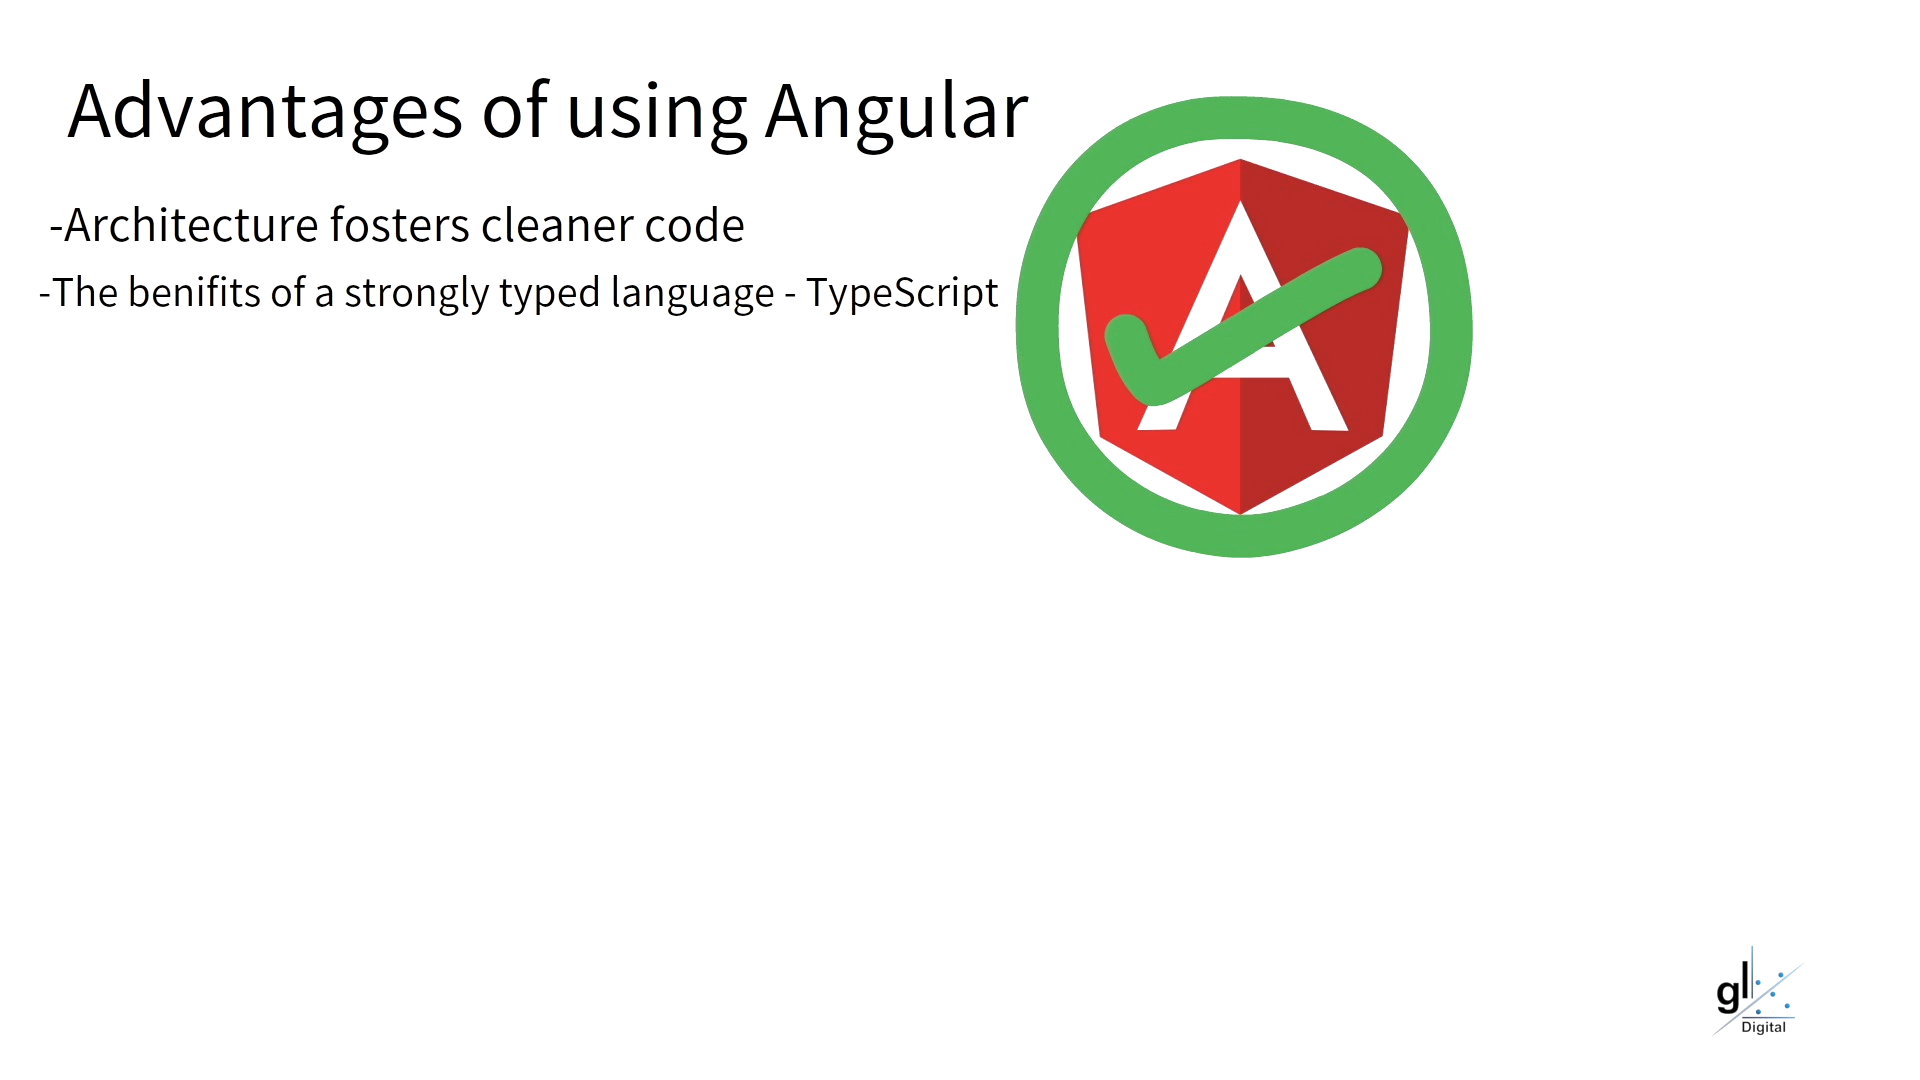 Advantages of using Angular
-Architecture fosters cleaner code
-The benifits of a strongly typed language - TypeScript
A
gl
Digital